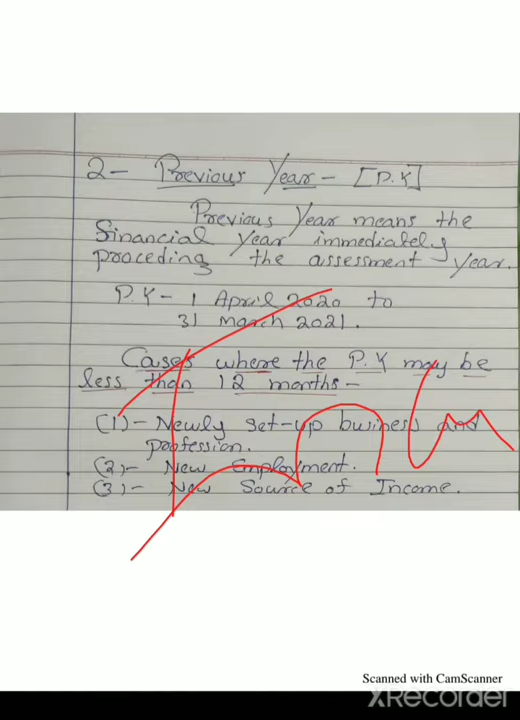 2- Previous Year - [P.Y]
Previous Year means the
financial year immediately
proceding the assessment year.
P.Y - 1 April 2020 to
31 march 2021.
Cases where the P.Y may be
less than 12 months-
(1)- Newly set-up business and
pofession.
(2)- New Employment.
(3)- New Source of Income.
Scanned with CamScanner
XRecorder